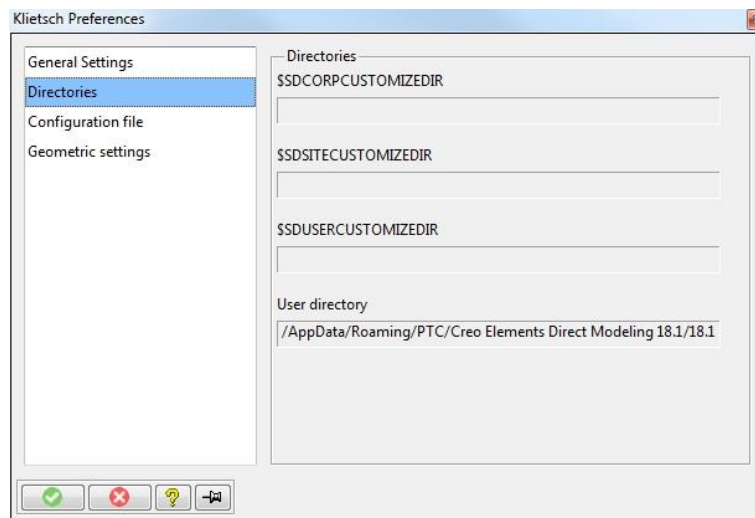 Klietsch Preferences
General Settings
Directories
Configuration file
Geometric settings
Directories
$SDCORPCUSTOMIZEDIR
$SDSITECUSTOMIZEDIR
$SDUSERCUSTOMIZEDIR
User directory
/AppData/Roaming/PTC/Creo Elements Direct Modeling 18.1/18.1